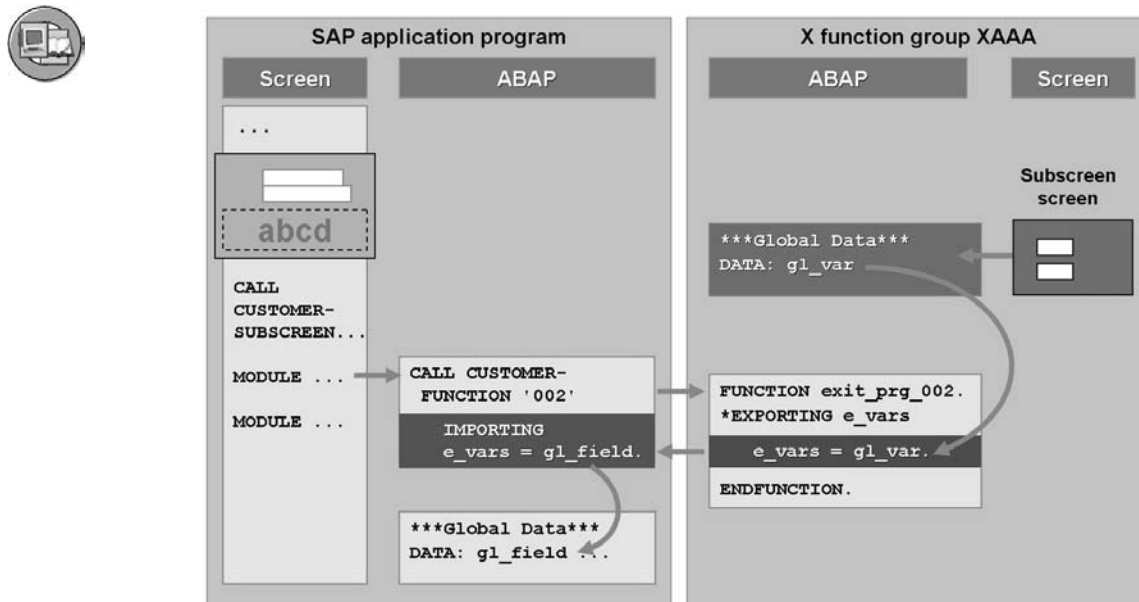 SAP application program
Screen
ABAP
...
abcd
CALL
CUSTOMER-
SUBSCREEN...
MODULE ...
MODULE ...
CALL CUSTOMER-
FUNCTION '002'
IMPORTING
e_vars = gl_field.
***Global Data***
DATA: gl_field ...
X function group XAAA
ABAP
Screen
Subscreen
screen
***Global Data***
DATA: gl_var
FUNCTION exit_prg_002.
*EXPORTING e_vars
e_vars = gl_var.
ENDFUNCTION.